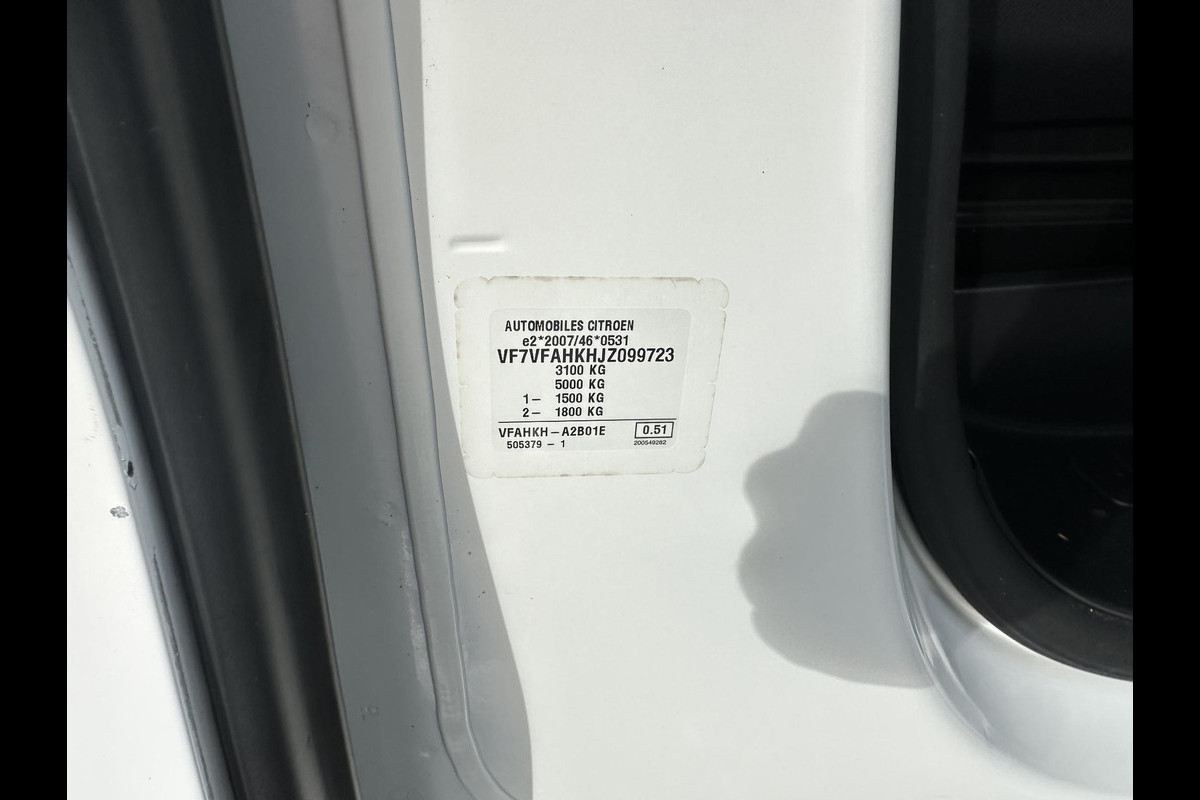 AUTOMOBILES CITROEN
e2*2007/46*0531
VF7VFAHKHJZ099723
3100 KG
5000 KG
1– 1500 KG
2– 1800 KG
VFAHKH–A2B01E 0.51
505379 – 1 200549282